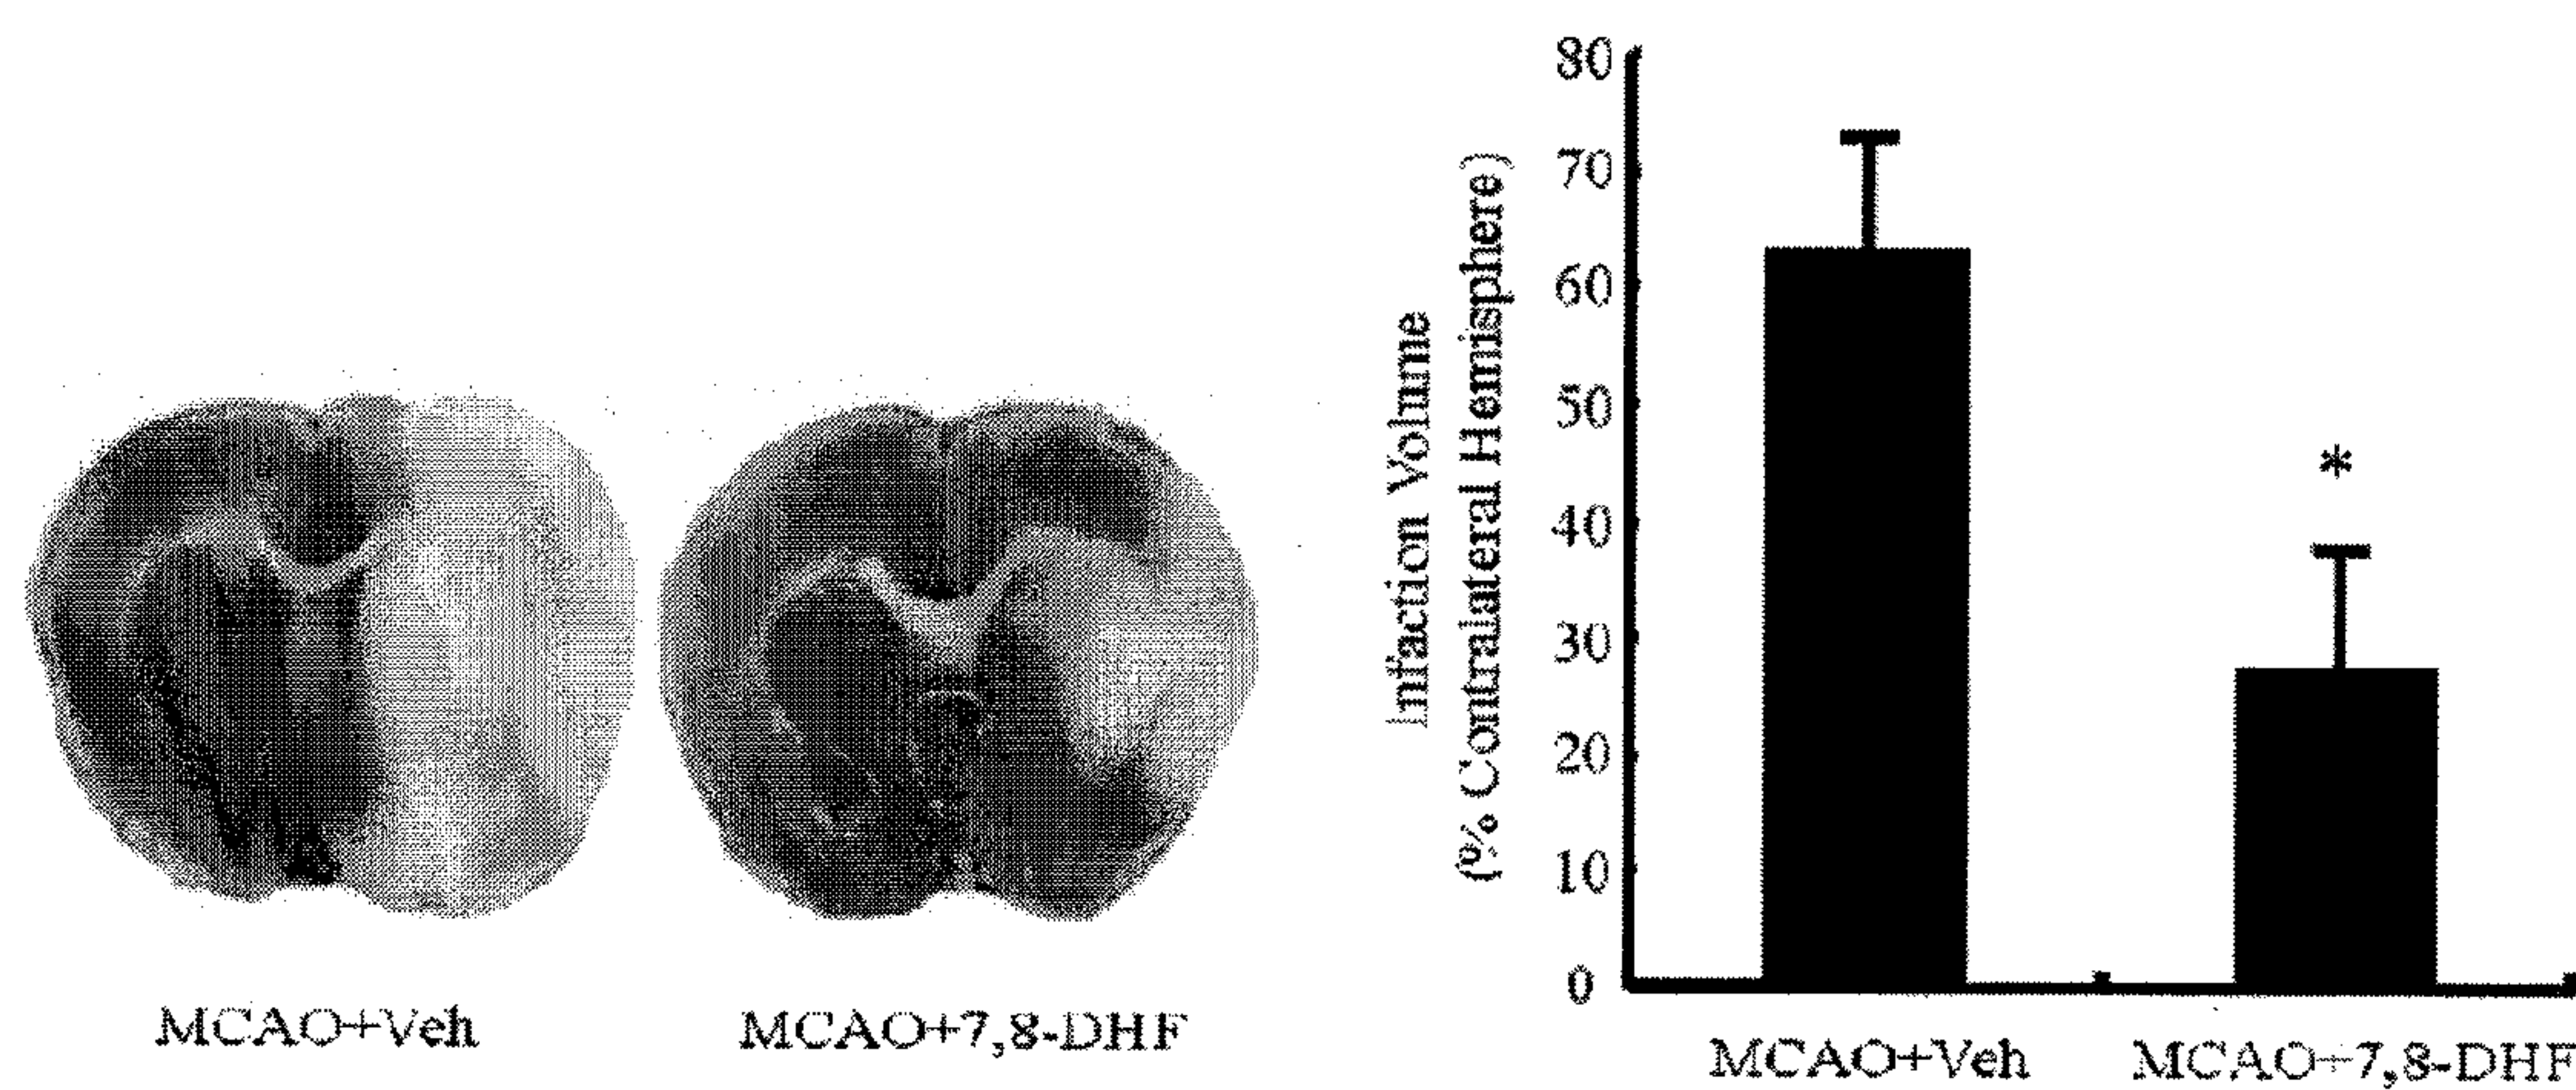 MCAO+Veh
MCAO+7,8-DHF
Infaction Volume
(% Contralateral Hemisphere)
80
70
60
50
40
30
20
10
0
*
MCAO+Veh
MCAO+7,8-DHF